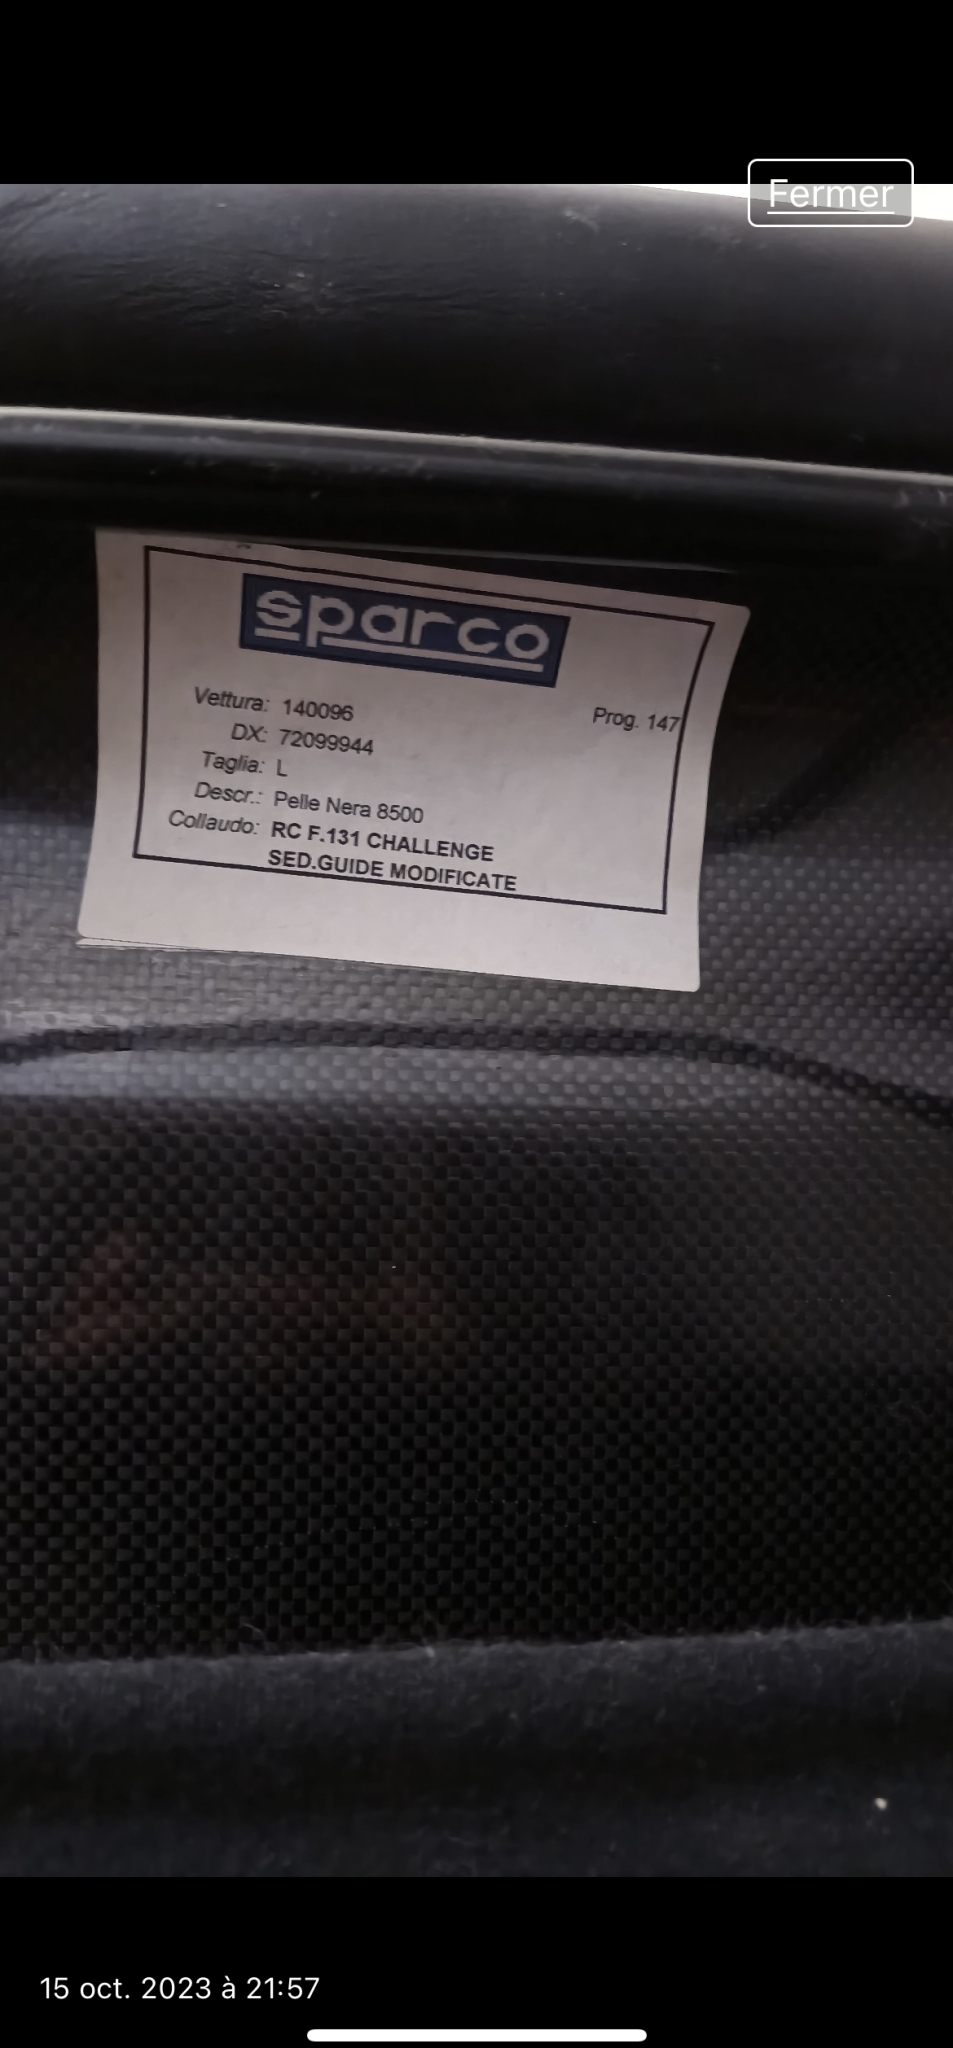 Fermer
sparco
Vettura: 140096 Prog. 147
DX: 72099944
Taglia: L
Descr.: Pelle Nera 8500
Collaudo: RC F.131 CHALLENGE
SED.GUIDE MODIFICATE
15 oct. 2023 à 21:57